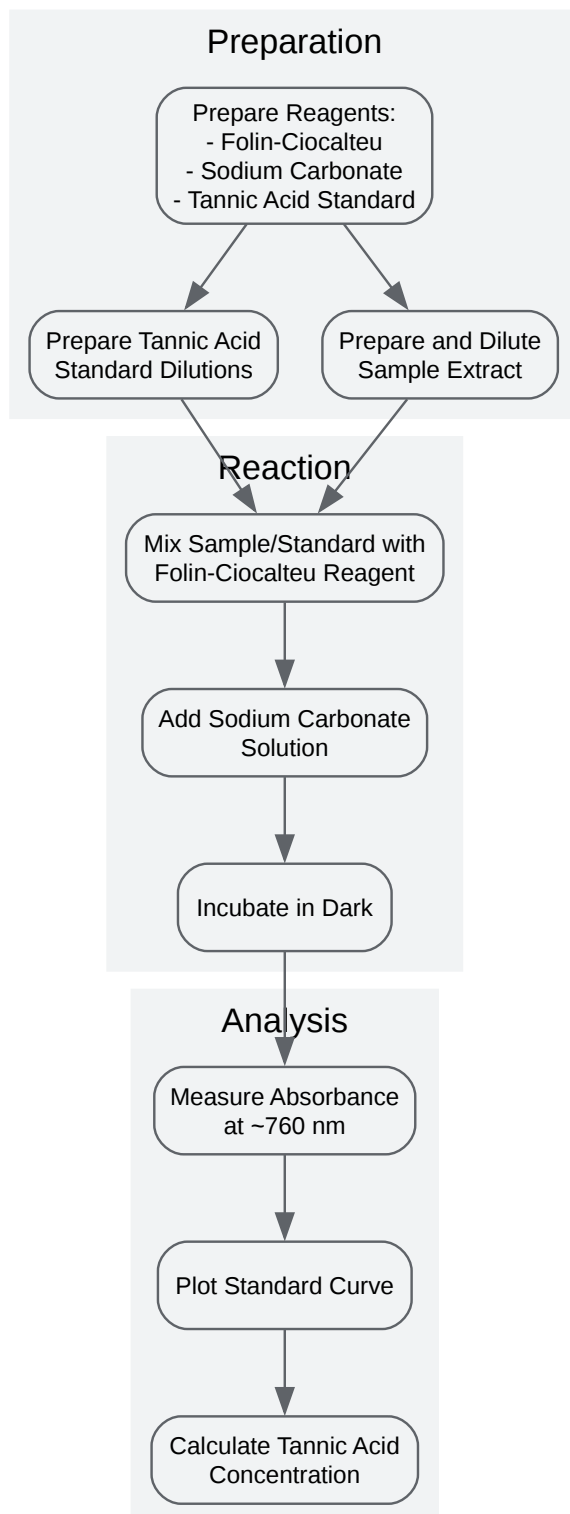 Preparation
Prepare Reagents:
- Folin-Ciocalteu
- Sodium Carbonate
- Tannic Acid Standard
Prepare Tannic Acid
Standard Dilutions
Prepare and Dilute
Sample Extract
Reaction
Mix Sample/Standard with
Folin-Ciocalteu Reagent
Add Sodium Carbonate
Solution
Incubate in Dark
Analysis
Measure Absorbance
at ~760 nm
Plot Standard Curve
Calculate Tannic Acid
Concentration